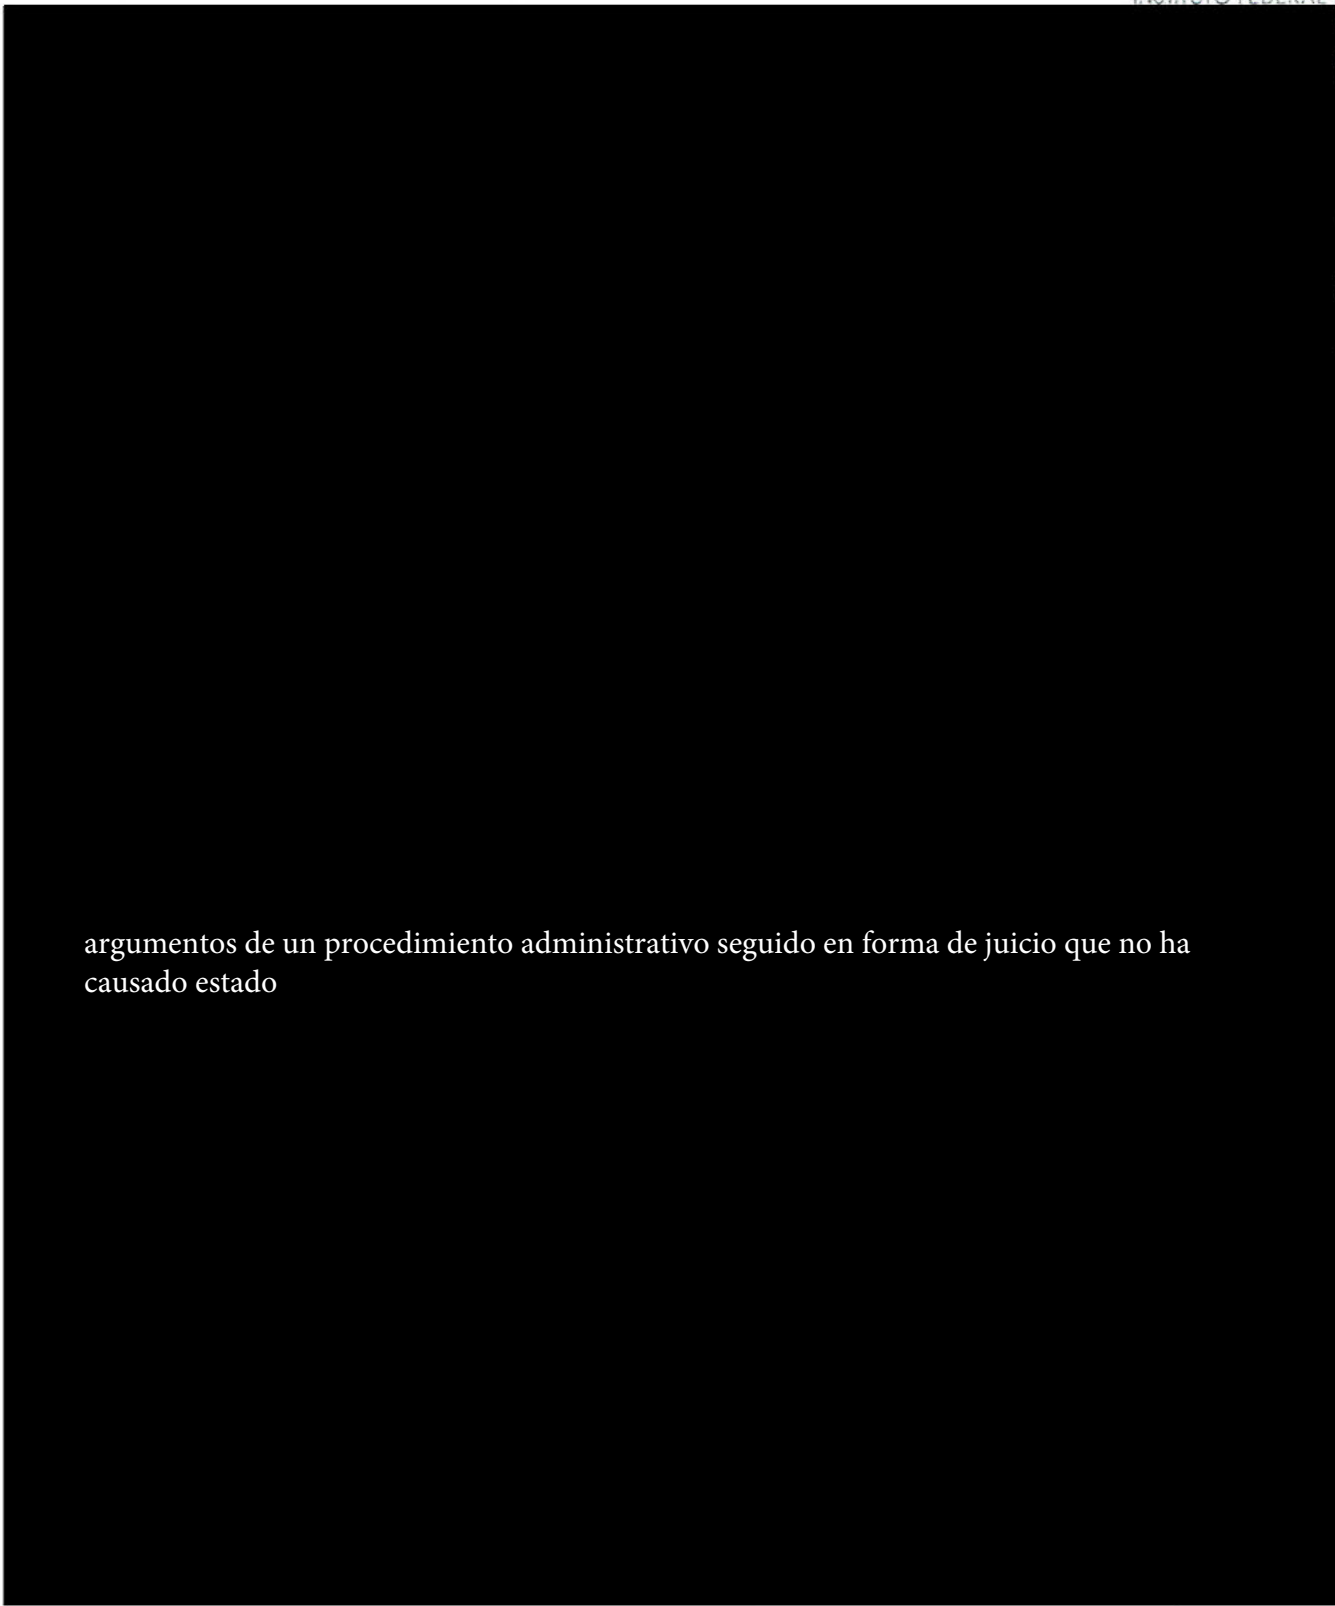 argumentos de un procedimiento administrativo seguido en forma de juicio que no ha
causado estado